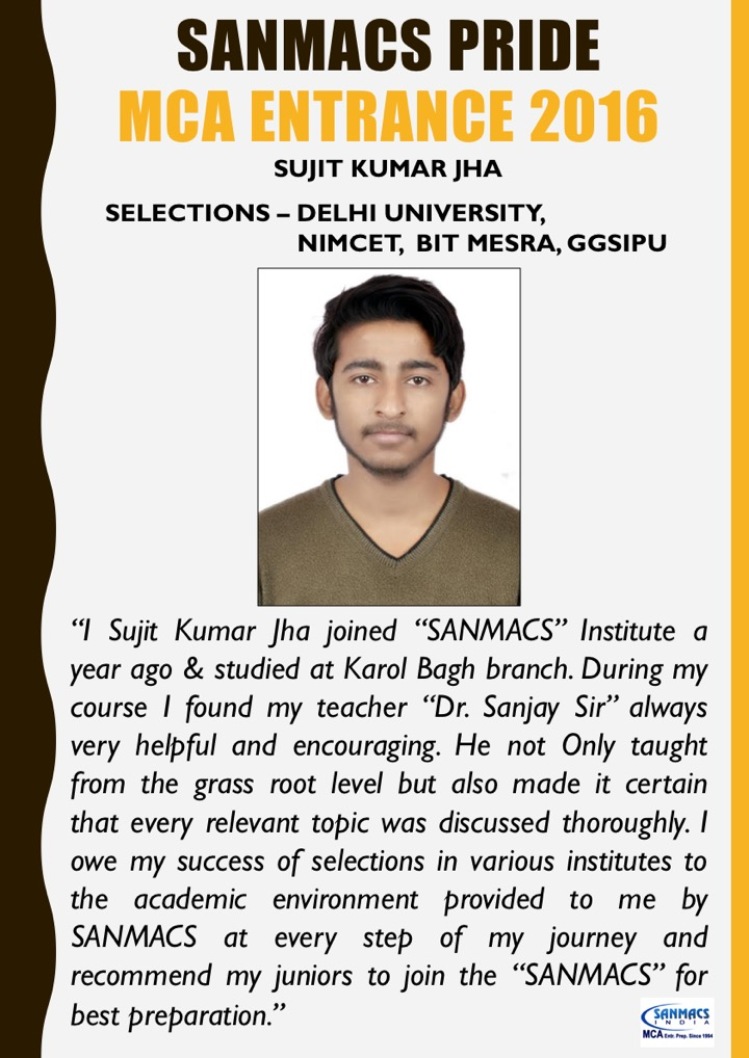 SANMACS PRIDE
MCA ENTRANCE 2016
SUJIT KUMAR JHA
SELECTIONS – DELHI UNIVERSITY,
NIMCET, BIT MESRA, GGSIPU
“I Sujit Kumar Jha joined “SANMACS” Institute a
year ago & studied at Karol Bagh branch. During my
course I found my teacher “Dr. Sanjay Sir” always
very helpful and encouraging. He not Only taught
from the grass root level but also made it certain
that every relevant topic was discussed thoroughly. I
owe my success of selections in various institutes to
the academic environment provided to me by
SANMACS at every step of my journey and
recommend my juniors to join the “SANMACS” for
best preparation.”
SANMACS
INDIA
MCA Entr. Prep. Since 1994